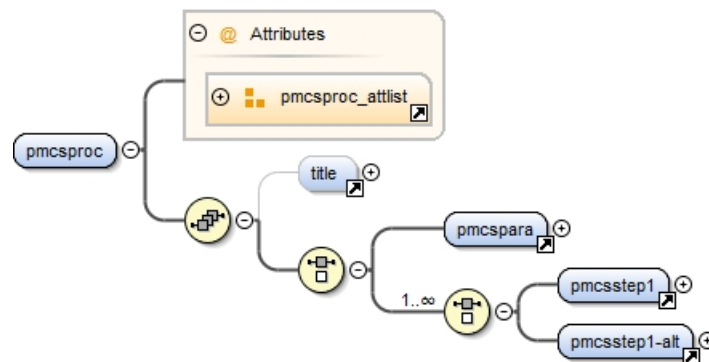 @ Attributes
pmcsproc_attlist
pmcsproc
title
pmcspara
1..∞
pmcsstep1
pmcsstep1-alt